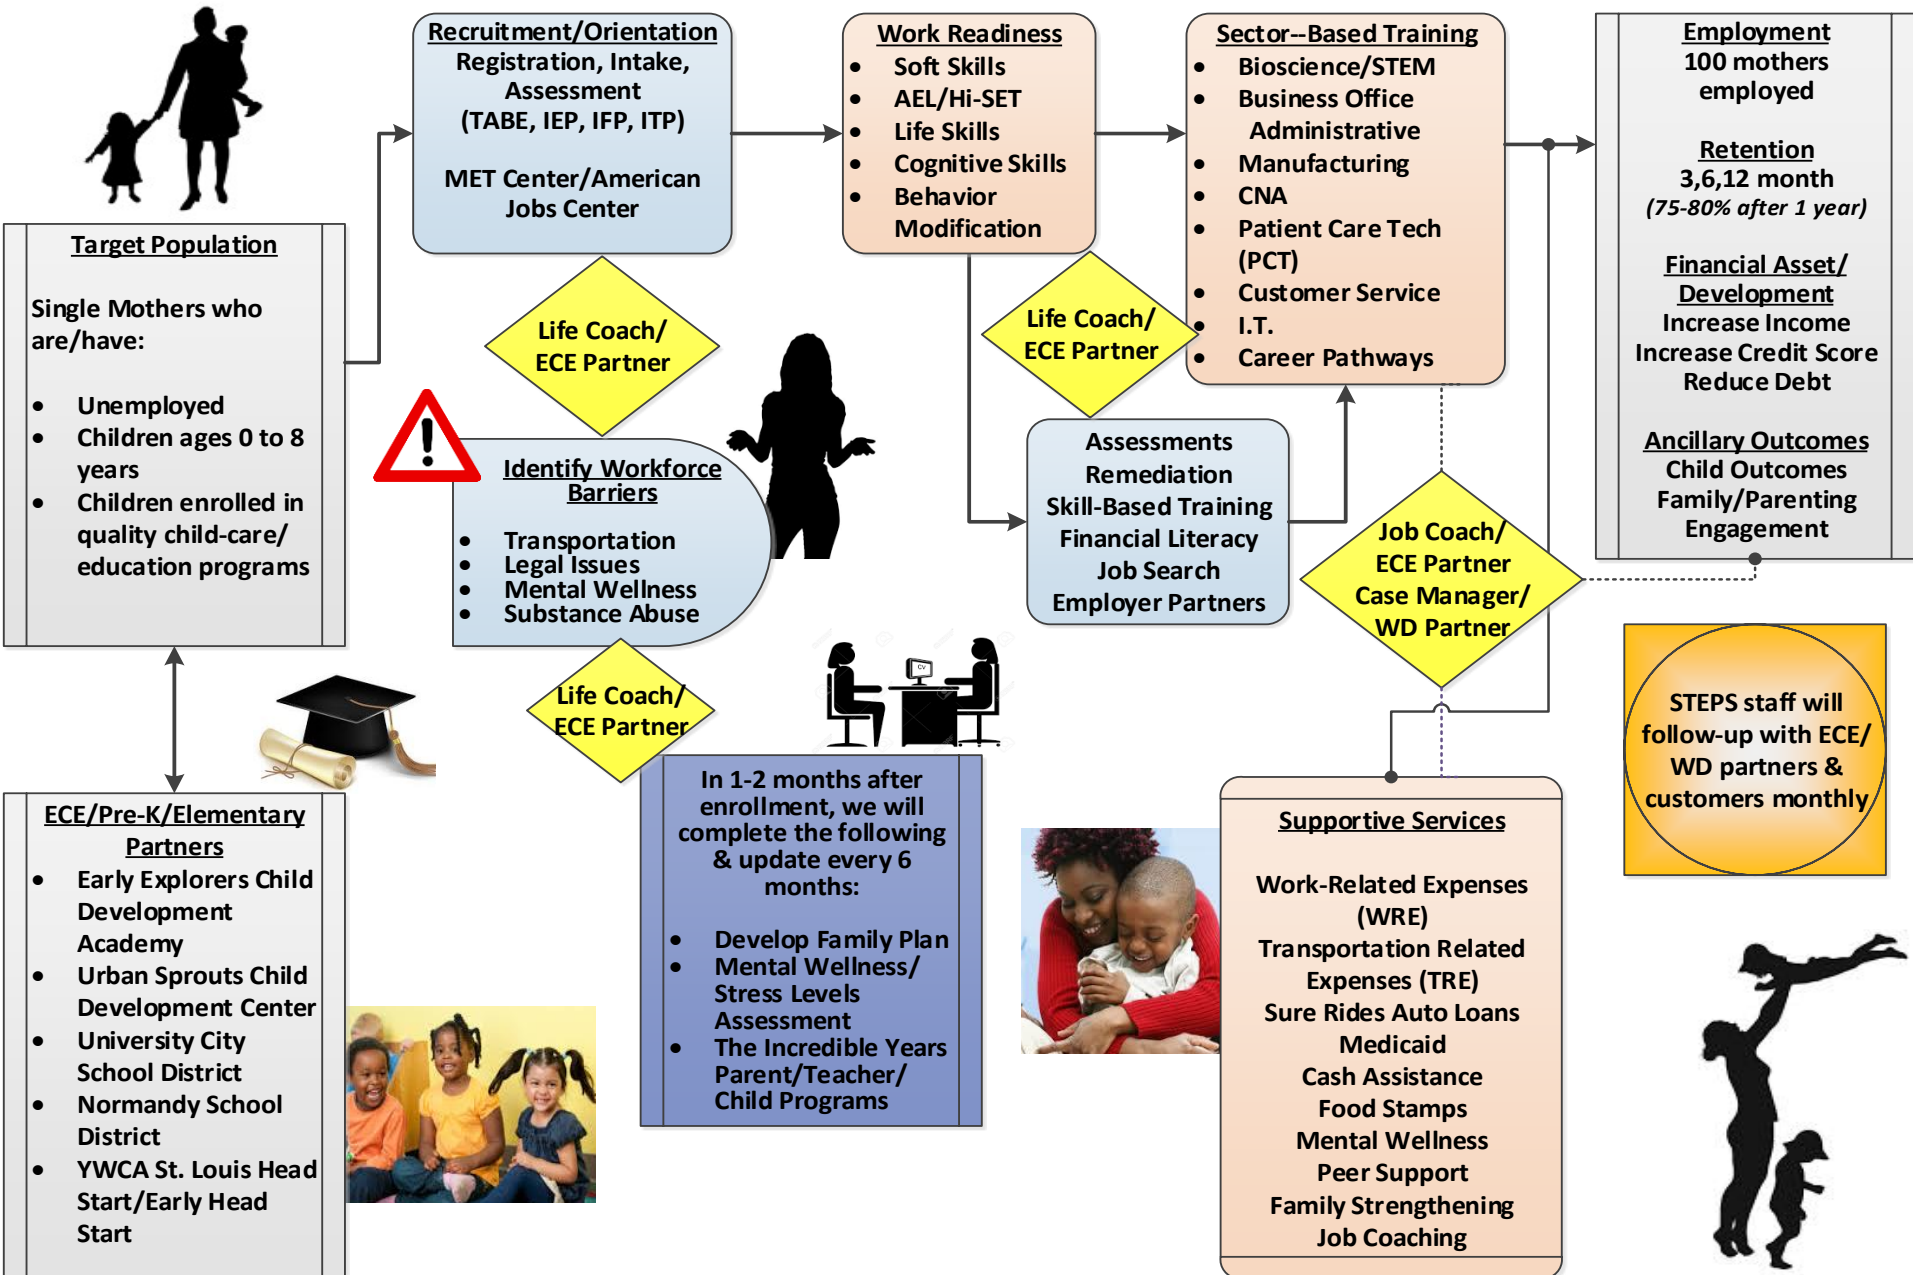 Recruitment/Orientation
Registration, Intake,
Assessment
(TABE, IEP, IFP, ITP)
MET Center/American
Jobs Center
Work Readiness
• Soft Skills
• AEL/Hi-SET
• Life Skills
• Cognitive Skills
• Behavior
Modification
Sector--Based Training
• Bioscience/STEM
• Business Office
Administrative
• Manufacturing
• CNA
• Patient Care Tech
(PCT)
• Customer Service
• I.T.
• Career Pathways
Employment
100 mothers
employed
Retention
3,6,12 month
(75-80% after 1 year)
Financial Asset/
Development
Increase Income
Increase Credit Score
Reduce Debt
Ancillary Outcomes
Child Outcomes
Family/Parenting
Engagement
Target Population
Single Mothers who
are/have:
• Unemployed
• Children ages 0 to 8
years
• Children enrolled in
quality child-care/
education programs
Life Coach/
ECE Partner
Life Coach/
ECE Partner
!
Identify Workforce
Barriers
• Transportation
• Legal Issues
• Mental Wellness
• Substance Abuse
Assessments
Remediation
Skill-Based Training
Financial Literacy
Job Search
Employer Partners
Job Coach/
ECE Partner
Case Manager/
WD Partner
Life Coach/
ECE Partner
CV
STEPS staff will
follow-up with ECE/
WD partners &
customers monthly
ECE/Pre-K/Elementary
Partners
• Early Explorers Child
Development
Academy
• Urban Sprouts Child
Development Center
• University City
School District
• Normandy School
District
• YWCA St. Louis Head
Start/Early Head
Start
In 1-2 months after
enrollment, we will
complete the following
& update every 6
months:
• Develop Family Plan
• Mental Wellness/
Stress Levels
Assessment
• The Incredible Years
Parent/Teacher/
Child Programs
Supportive Services
Work-Related Expenses
(WRE)
Transportation Related
Expenses (TRE)
Sure Rides Auto Loans
Medicaid
Cash Assistance
Food Stamps
Mental Wellness
Peer Support
Family Strengthening
Job Coaching